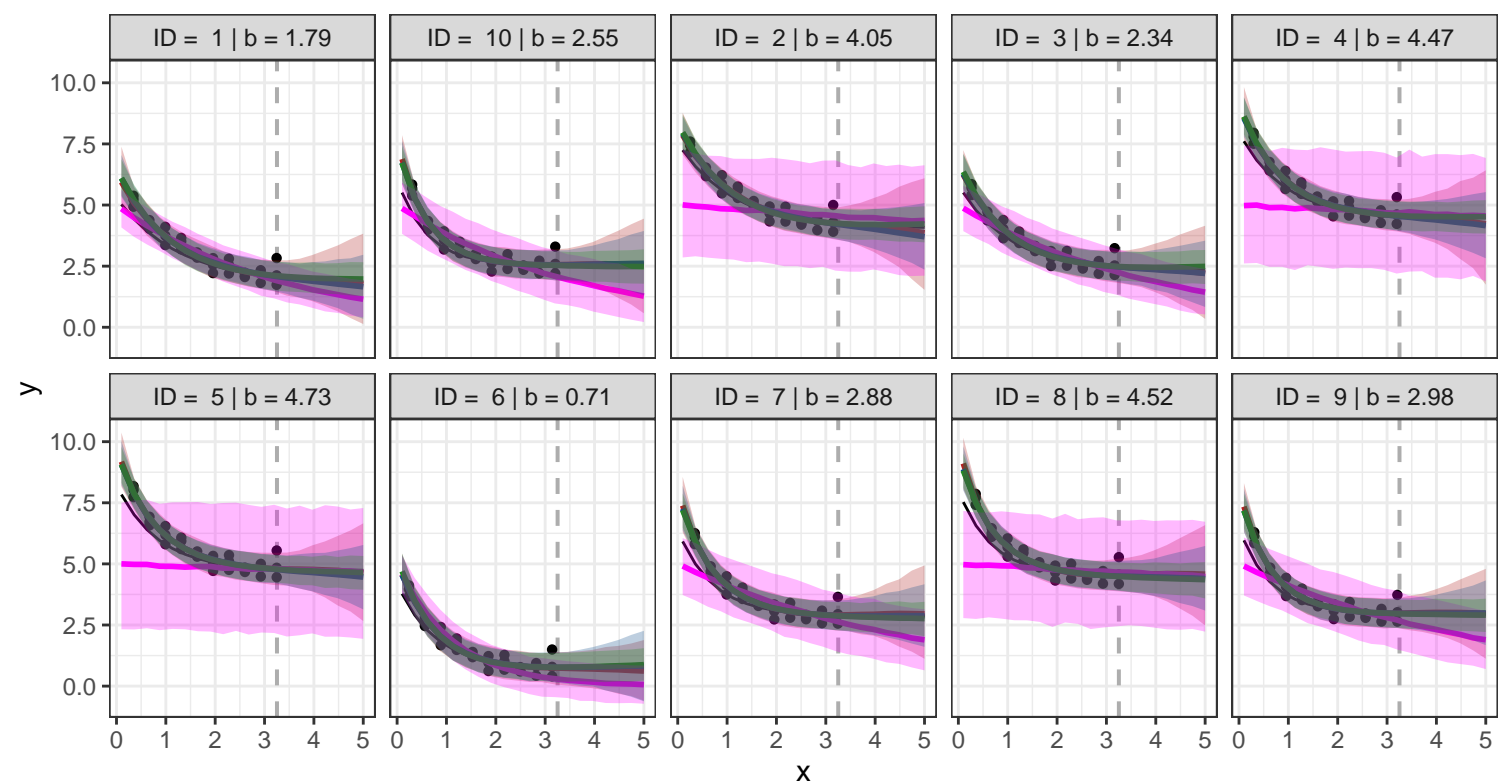 ID = 1 | b = 1.79
ID = 10 | b = 2.55
ID = 2 | b = 4.05
ID = 3 | b = 2.34
ID = 4 | b = 4.47
10.0
7.5
5.0
2.5
0.0
y
ID = 5 | b = 4.73
ID = 6 | b = 0.71
ID = 7 | b = 2.88
ID = 8 | b = 4.52
ID = 9 | b = 2.98
10.0
7.5
5.0
2.5
0.0
0 1 2 3 4 5
0 1 2 3 4 5
0 1 2 3 4 5
0 1 2 3 4 5
0 1 2 3 4 5
x